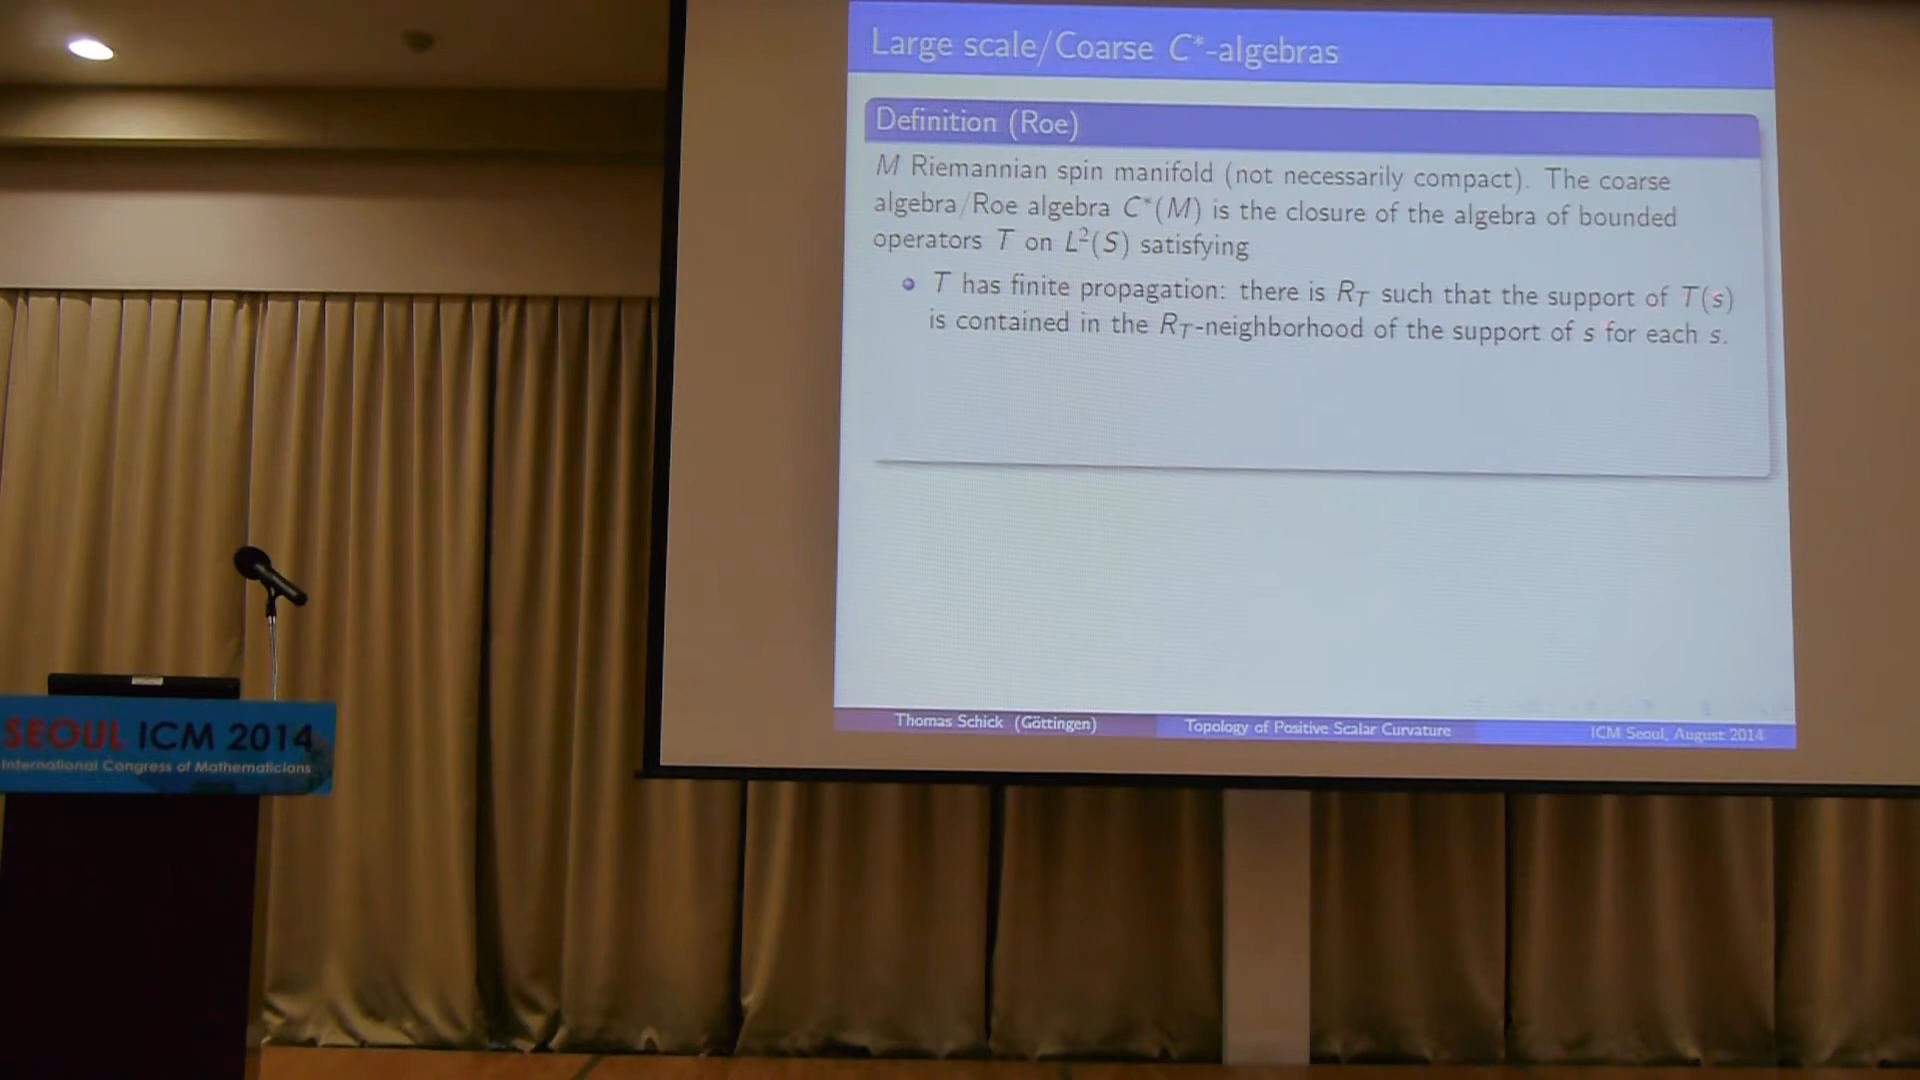 Large scale/Coarse C*-algebras
Definition (Roe)
M Riemannian spin manifold (not necessarily compact). The coarse
algebra/Roe algebra C*(M) is the closure of the algebra of bounded
operators T on L²(S) satisfying
• T has finite propagation: there is R_T such that the support of T(s)
is contained in the R_T-neighborhood of the support of s for each s.
Thomas Schick (Göttingen)
Topology of Positive Scalar Curvature
ICM Seoul, August 2014
SEOUL ICM 2014
International Congress of Mathematicians